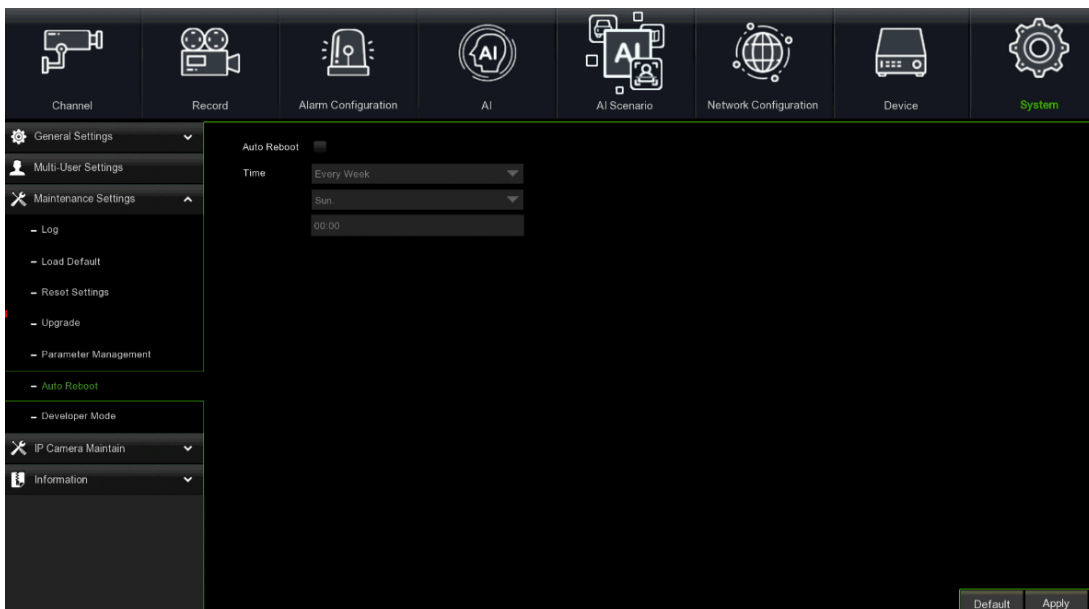 AI
AI
Channel Record Alarm Configuration AI AI Scenario Network Configuration Device System
General Settings
Multi-User Settings
Maintenance Settings
- Log
- Load Default
- Reset Settings
- Upgrade
- Parameter Management
- Auto Reboot
- Developer Mode
IP Camera Maintain
Information
Auto Reboot
Time Every Week
Sun.
00:00
Default Apply